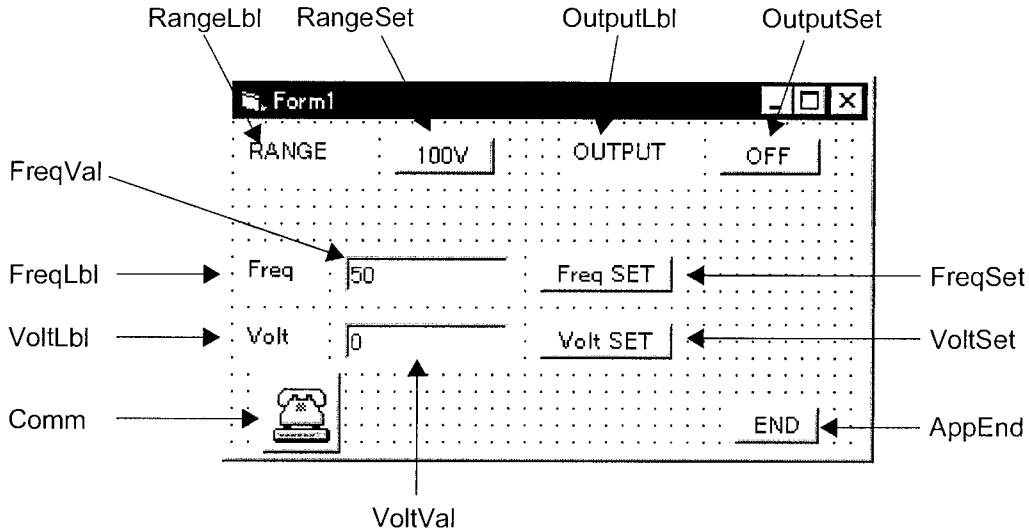 RangeLbl RangeSet OutputLbl OutputSet
Form1
RANGE 100V OUTPUT OFF
FreqVal
FreqLbl Freq 50 Freq SET FreqSet
VoltLbl Volt 0 Volt SET VoltSet
Comm END AppEnd
VoltVal